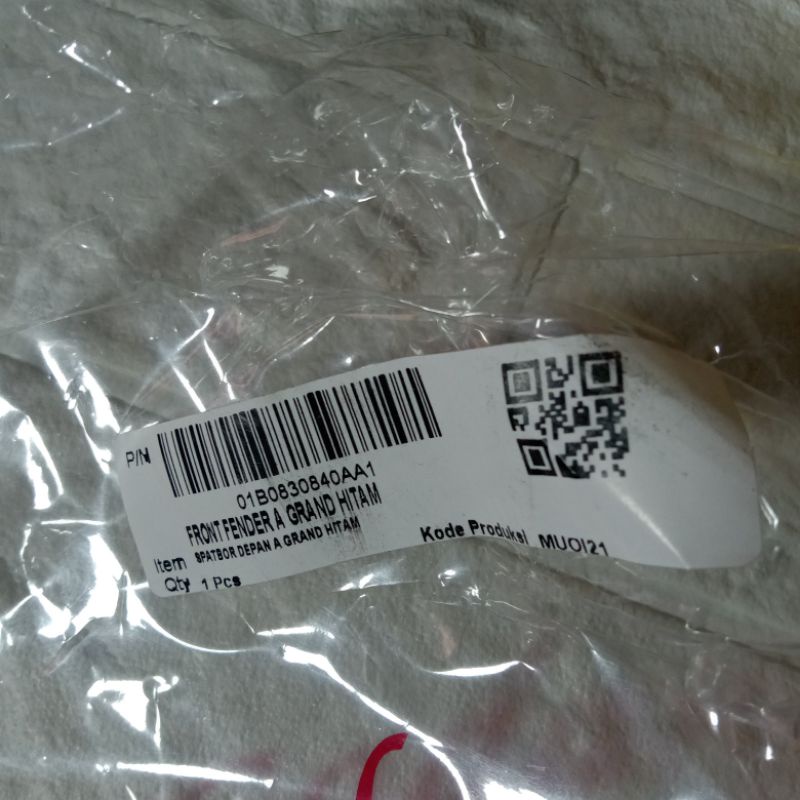 P/N
01B0830840AA1
FRONT FENDER A GRAND HITAM
Item SPATBOR DEPAN A GRAND HITAM
Qty 1 Pcs
Kode Produksi MUOI21